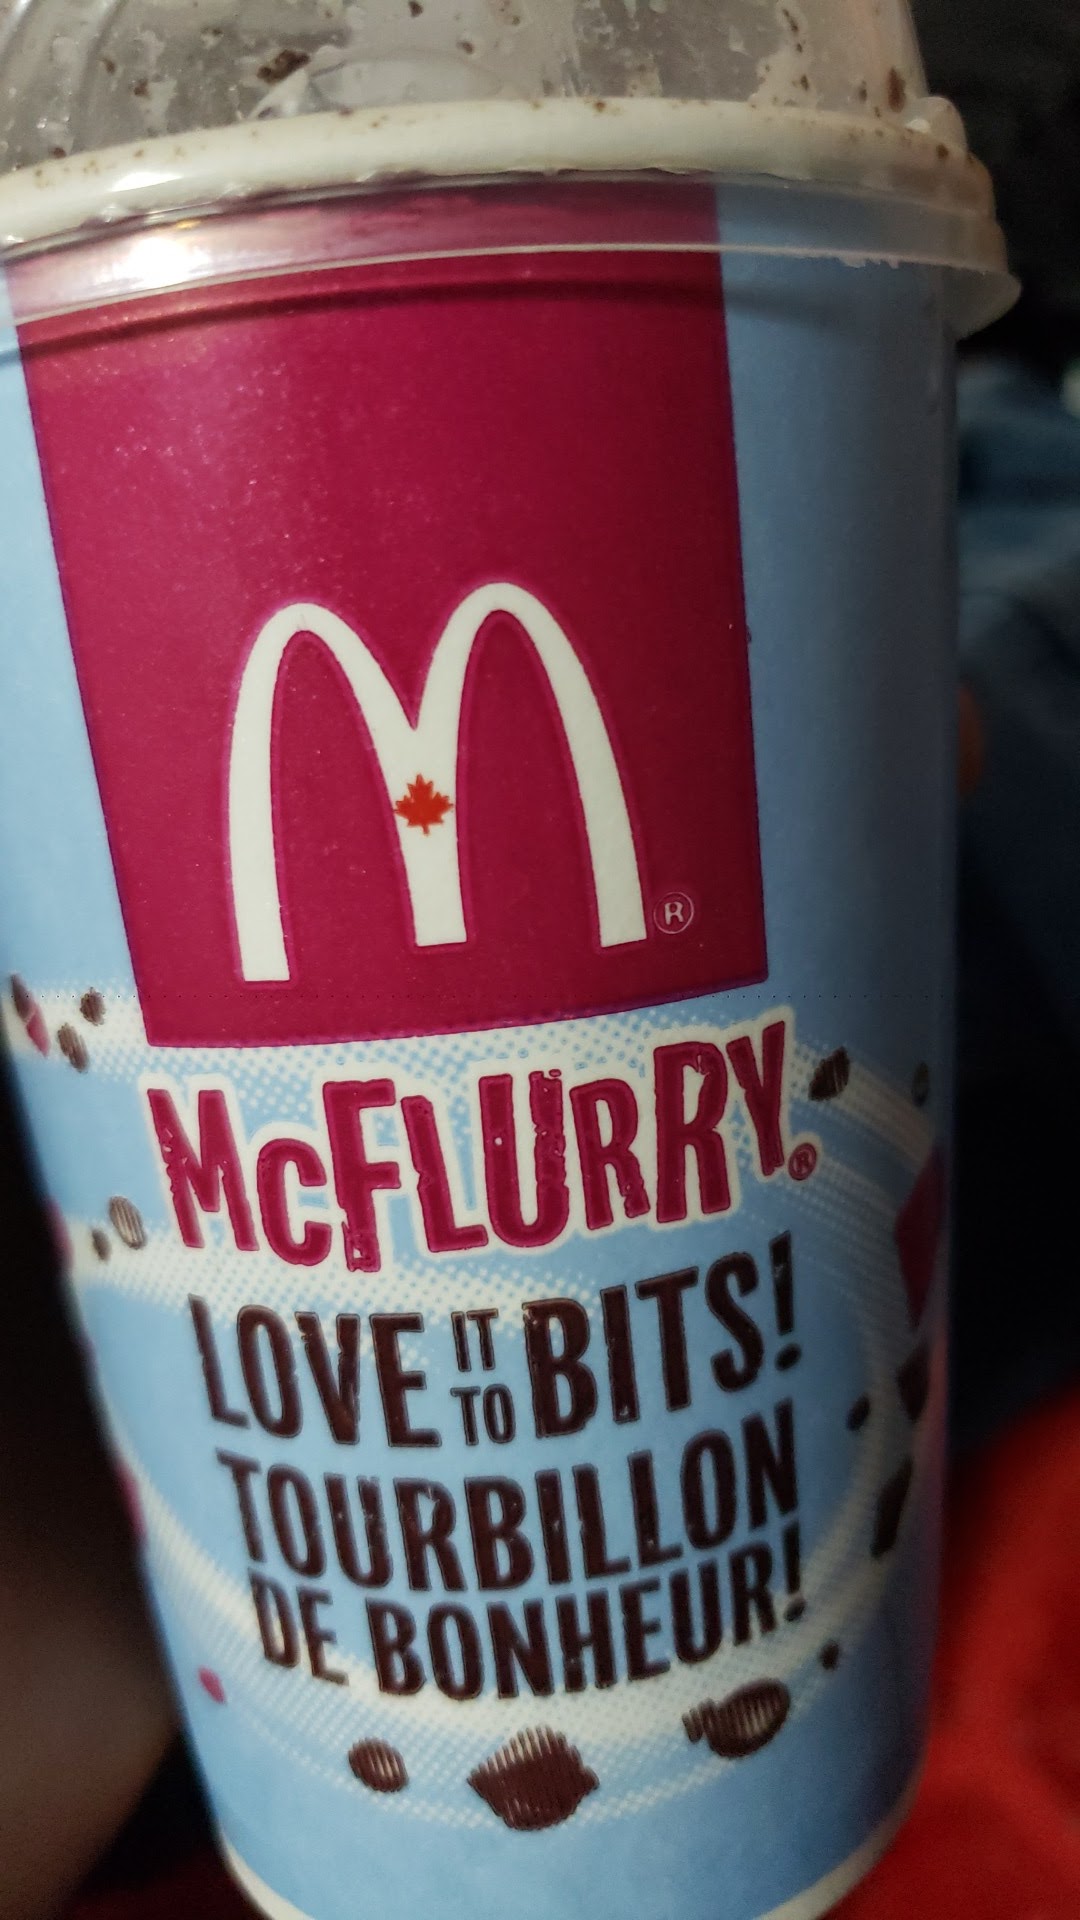 M®
McFLURRY®
LOVE IT TO BITS!
TOURBILLON
DE BONHEUR!